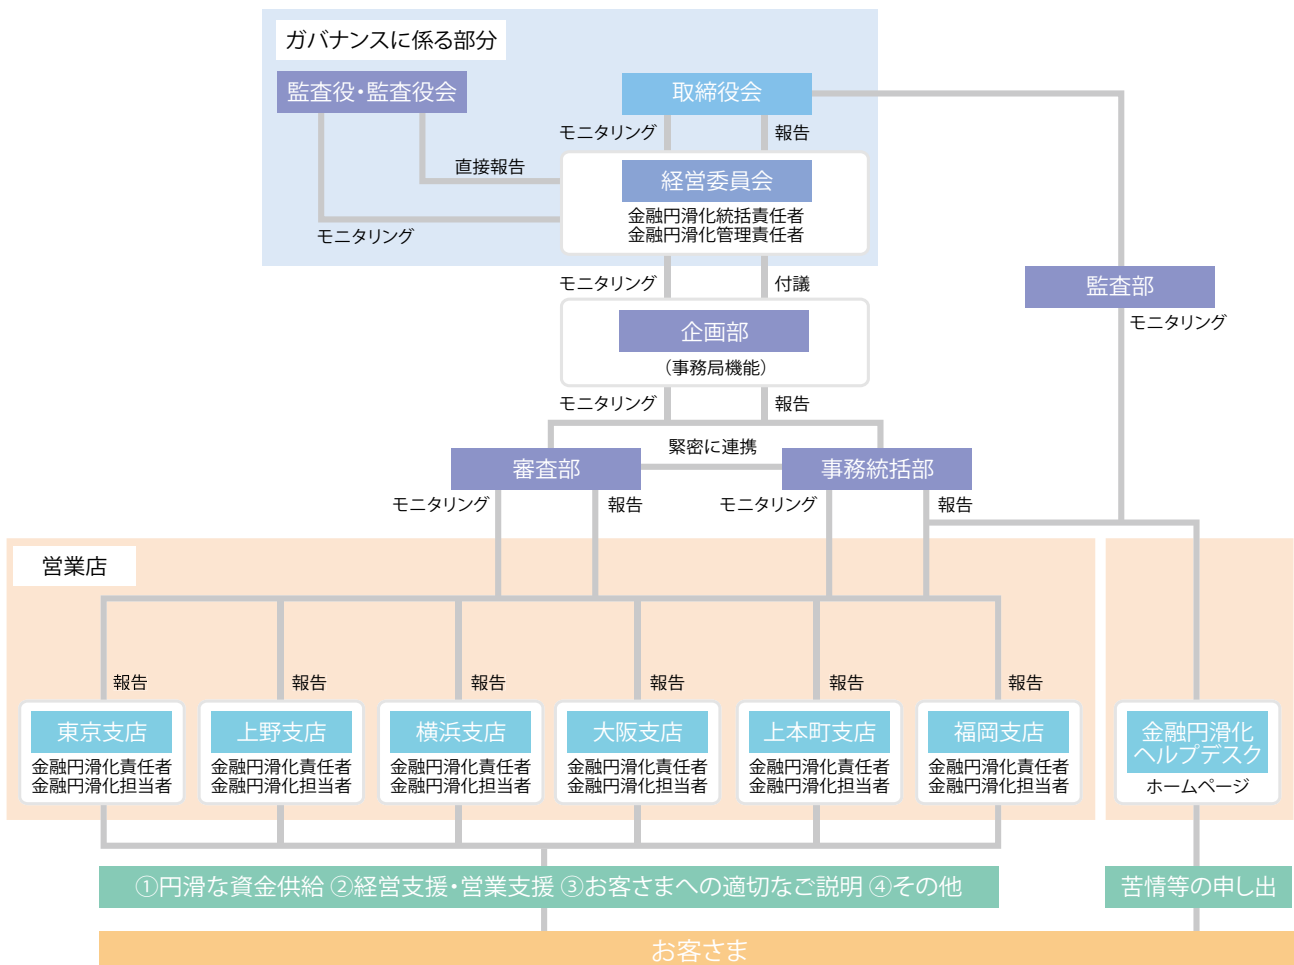 ガバナンスに係る部分
監査役・監査役会
取締役会
モニタリング
報告
直接報告
経営委員会
金融円滑化統括責任者
金融円滑化管理責任者
モニタリング
モニタリング
付議
監査部
モニタリング
企画部
（事務局機能）
モニタリング
報告
緊密に連携
審査部
事務統括部
モニタリング
報告
モニタリング
報告
営業店
報告
報告
報告
報告
報告
報告
東京支店
金融円滑化責任者
金融円滑化担当者
上野支店
金融円滑化責任者
金融円滑化担当者
横浜支店
金融円滑化責任者
金融円滑化担当者
大阪支店
金融円滑化責任者
金融円滑化担当者
上本町支店
金融円滑化責任者
金融円滑化担当者
福岡支店
金融円滑化責任者
金融円滑化担当者
金融円滑化
ヘルプデスク
ホームページ
①円滑な資金供給 ②経営支援・営業支援 ③お客さまへの適切なご説明 ④その他
苦情等の申し出
お客さま